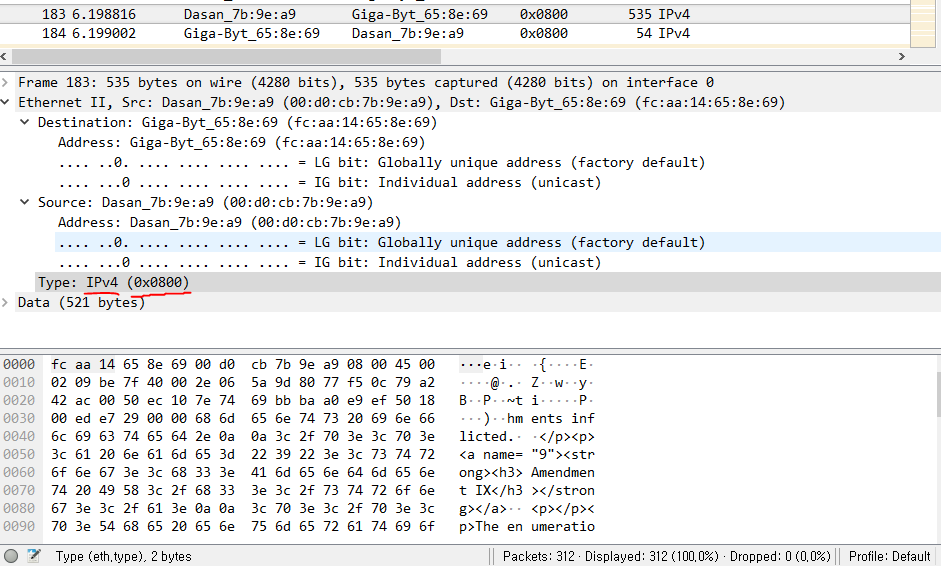 183 6.198816 Dasan_7b:9e:a9 Giga-Byt_65:8e:69 0x0800 535 IPv4
184 6.199002 Giga-Byt_65:8e:69 Dasan_7b:9e:a9 0x0800 54 IPv4
Frame 183: 535 bytes on wire (4280 bits), 535 bytes captured (4280 bits) on interface 0
Ethernet II, Src: Dasan_7b:9e:a9 (00:d0:cb:7b:9e:a9), Dst: Giga-Byt_65:8e:69 (fc:aa:14:65:8e:69)
Destination: Giga-Byt_65:8e:69 (fc:aa:14:65:8e:69)
Address: Giga-Byt_65:8e:69 (fc:aa:14:65:8e:69)
.... ..0. .... .... .... .... = LG bit: Globally unique address (factory default)
.... ...0 .... .... .... .... = IG bit: Individual address (unicast)
Source: Dasan_7b:9e:a9 (00:d0:cb:7b:9e:a9)
Address: Dasan_7b:9e:a9 (00:d0:cb:7b:9e:a9)
.... ..0. .... .... .... .... = LG bit: Globally unique address (factory default)
.... ...0 .... .... .... .... = IG bit: Individual address (unicast)
Type: IPv4 (0x0800)
Data (521 bytes)
0000 fc aa 14 65 8e 69 00 d0 cb 7b 9e a9 08 00 45 00 ···e·i·· ·{····E·
0010 02 09 be 7f 40 00 2e 06 5a 9d 80 77 f5 0c 79 a2 ····@·.· Z··w··y·
0020 42 ac 00 50 ec 10 7e 74 69 bb ba a0 e9 ef 50 18 B··P··~t i·····P·
0030 00 ed e7 29 00 00 68 6d 65 6e 74 73 20 69 6e 66 ···)··hm ents inf
0040 6c 69 63 74 65 64 2e 0a 0a 3c 2f 70 3e 3c 70 3e licted.· ·</p><p>
0050 3c 61 20 6e 61 6d 65 3d 22 39 22 3e 3c 73 74 72 <a name= "9"><str
0060 6f 6e 67 3e 3c 68 33 3e 41 6d 65 6e 64 6d 65 6e ong><h3> Amendmen
0070 74 20 49 58 3c 2f 68 33 3e 3c 2f 73 74 72 6f 6e t IX</h3 ></stron
0080 67 3e 3c 2f 61 3e 0a 0a 3c 70 3e 3c 2f 70 3e 3c g></a>·· <p></p><
0090 70 3e 54 68 65 20 65 6e 75 6d 65 72 61 74 69 6f p>The en umeratio
Type (eth,type), 2 bytes Packets: 312 · Displayed: 312 (100,0%) · Dropped: 0 (0,0%) Profile: Default